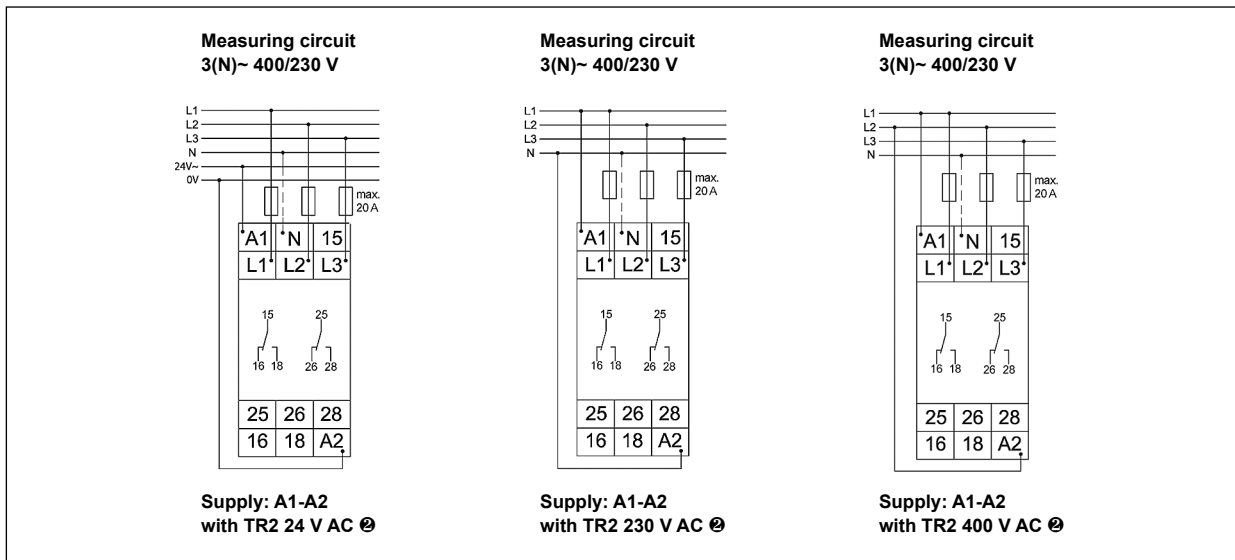 Measuring circuit
3(N)~ 400/230 V
L1
L2
L3
N
24V~
0V
max.
20 A
A1 N 15
L1 L2 L3
15 25
16 18 26 28
25 26 28
16 18 A2
Supply: A1-A2
with TR2 24 V AC ❷
Measuring circuit
3(N)~ 400/230 V
L1
L2
L3
N
max.
20 A
A1 N 15
L1 L2 L3
15 25
16 18 26 28
25 26 28
16 18 A2
Supply: A1-A2
with TR2 230 V AC ❷
Measuring circuit
3(N)~ 400/230 V
L1
L2
L3
N
max.
20 A
A1 N 15
L1 L2 L3
15 25
16 18 26 28
25 26 28
16 18 A2
Supply: A1-A2
with TR2 400 V AC ❷